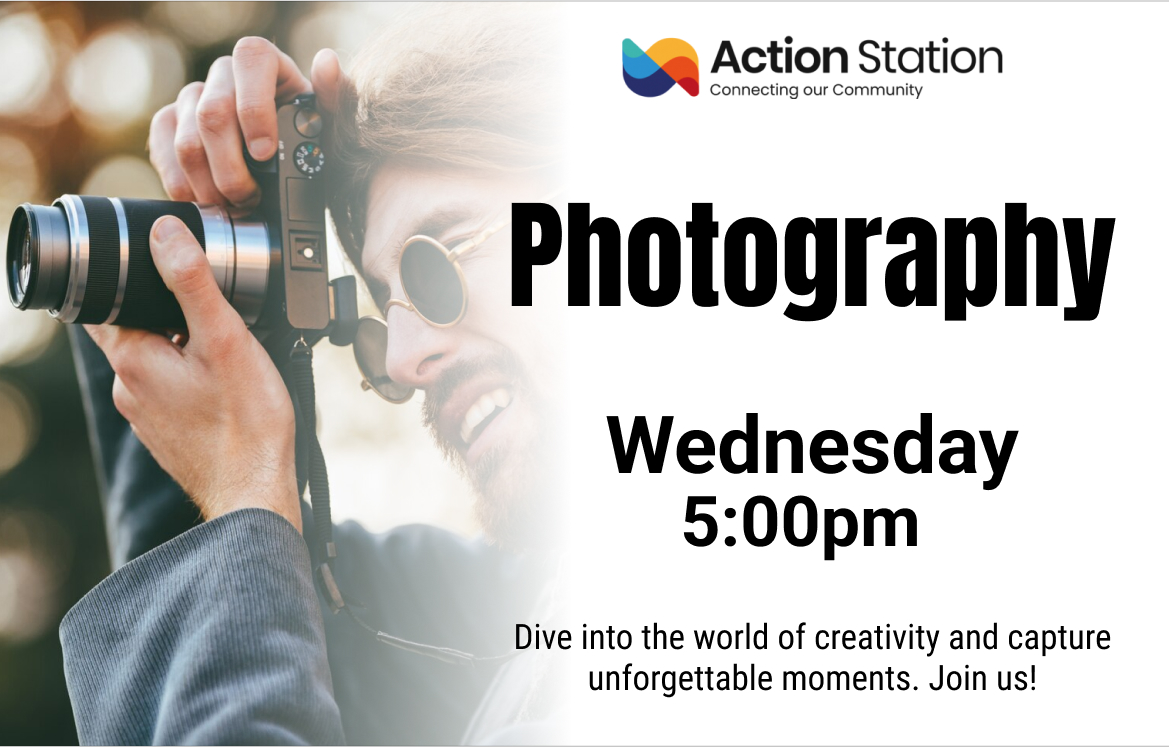 Action Station
Connecting our Community
Photography
Wednesday
5:00pm
Dive into the world of creativity and capture
unforgettable moments. Join us!